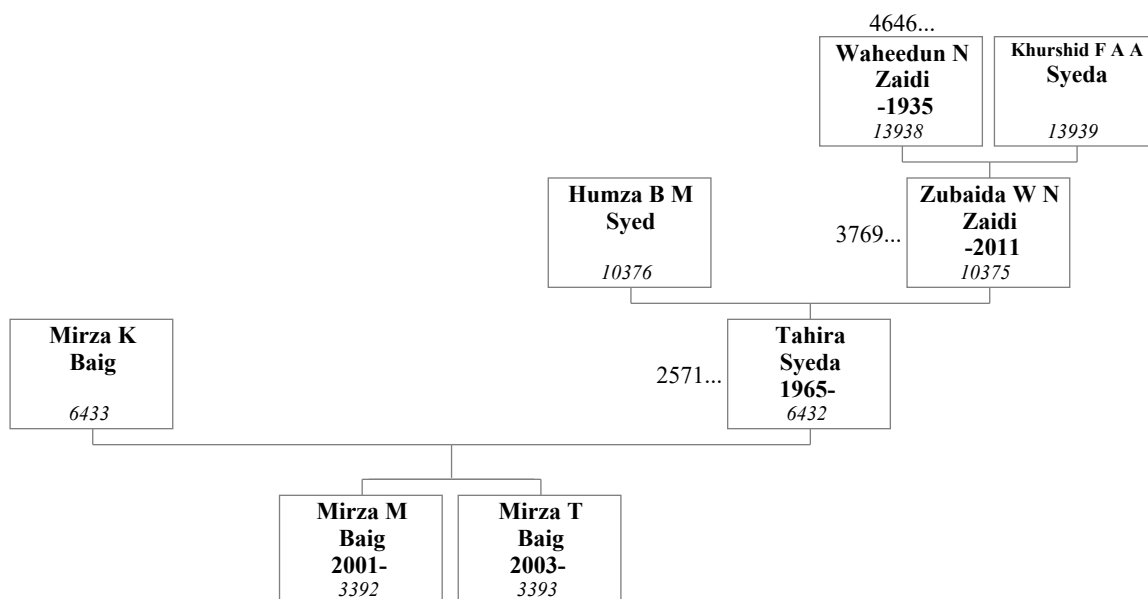 4646...
Waheedun N
Zaidi
-1935
13938
Khurshid F A A
Syeda
13939
Humza B M
Syed
10376
3769...
Zubaida W N
Zaidi
-2011
10375
Mirza K
Baig
6433
2571...
Tahira
Syeda
1965-
6432
Mirza M
Baig
2001-
3392
Mirza T
Baig
2003-
3393